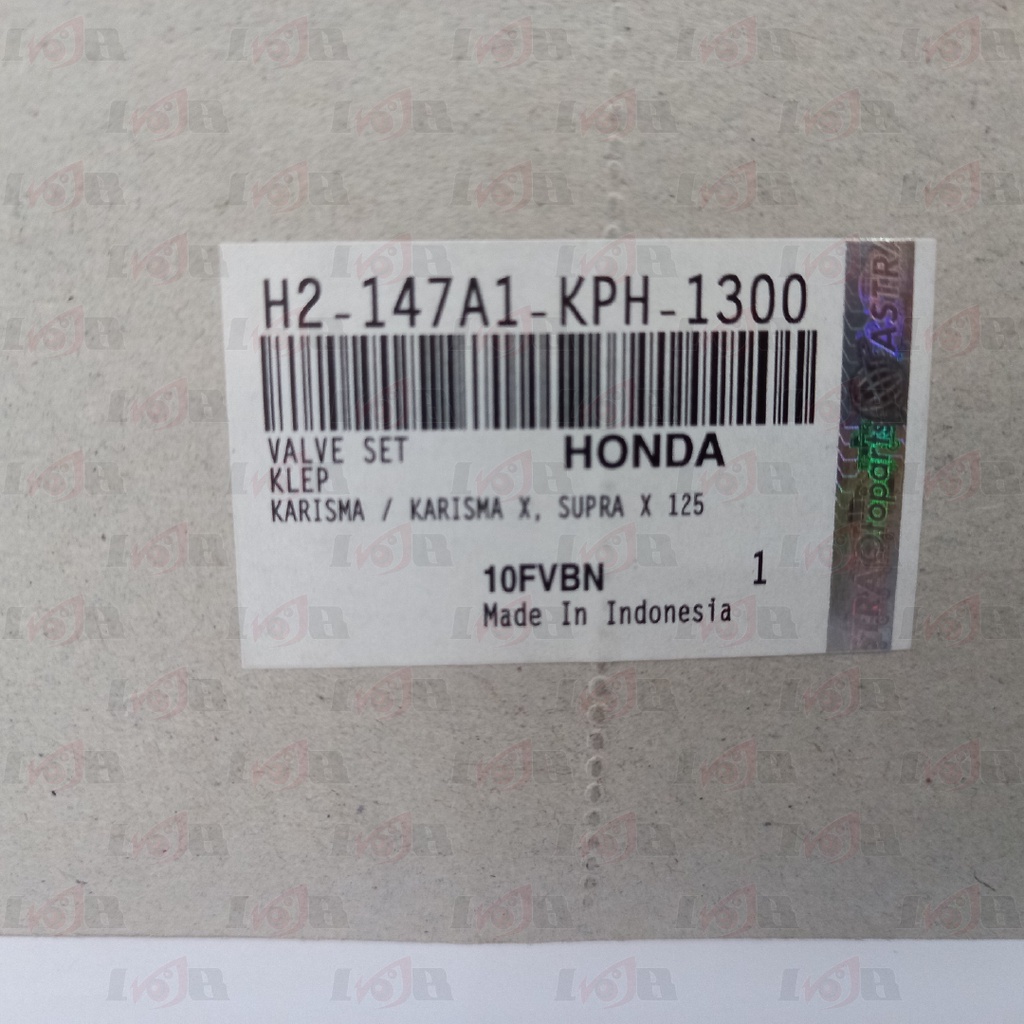 H2-147A1-KPH-1300
VALVE SET
HONDA
KLEP
KARISMA / KARISMA X, SUPRA X 125
10FVBN
1
Made In Indonesia
ASTRA
Otoparts